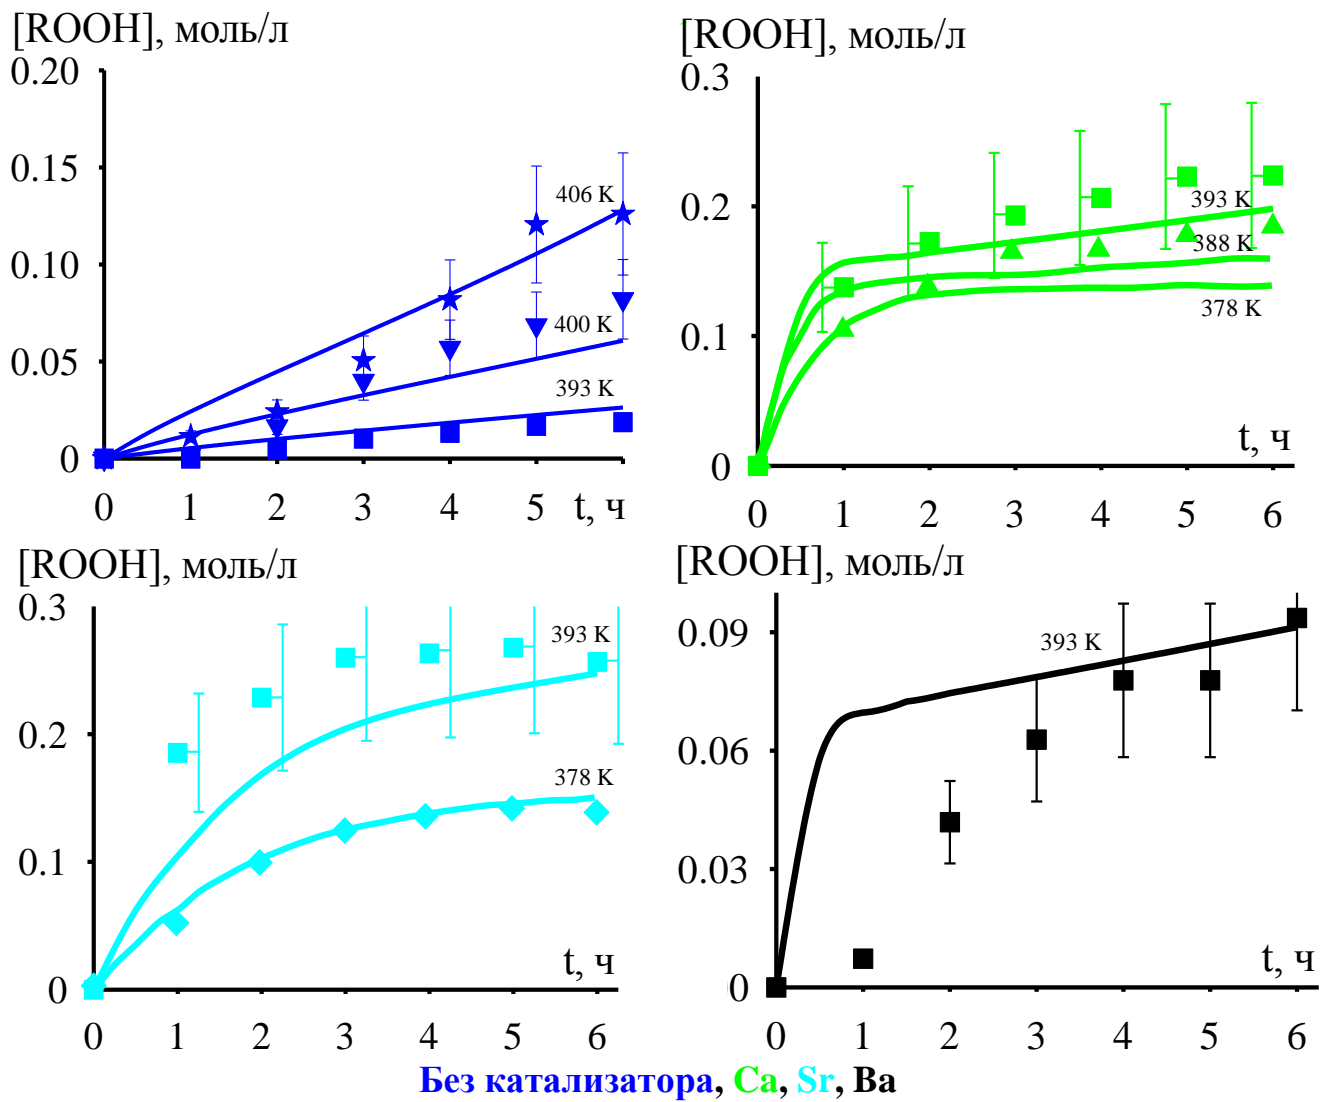 [ROOH], моль/л
0.20
0.15
0.10
0.05
0
406 K
400 K
393 K
0 1 2 3 4 5 t, ч
[ROOH], моль/л
0.3
0.2
0.1
0
393 K
388 K
378 K
t, ч
0 1 2 3 4 5 6
[ROOH], моль/л
0.3
0.2
0.1
0
393 K
378 K
t, ч
0 1 2 3 4 5 6
[ROOH], моль/л
0.09
0.06
0.03
0
393 K
t, ч
0 1 2 3 4 5 6
Без катализатора, Ca, Sr, Ba